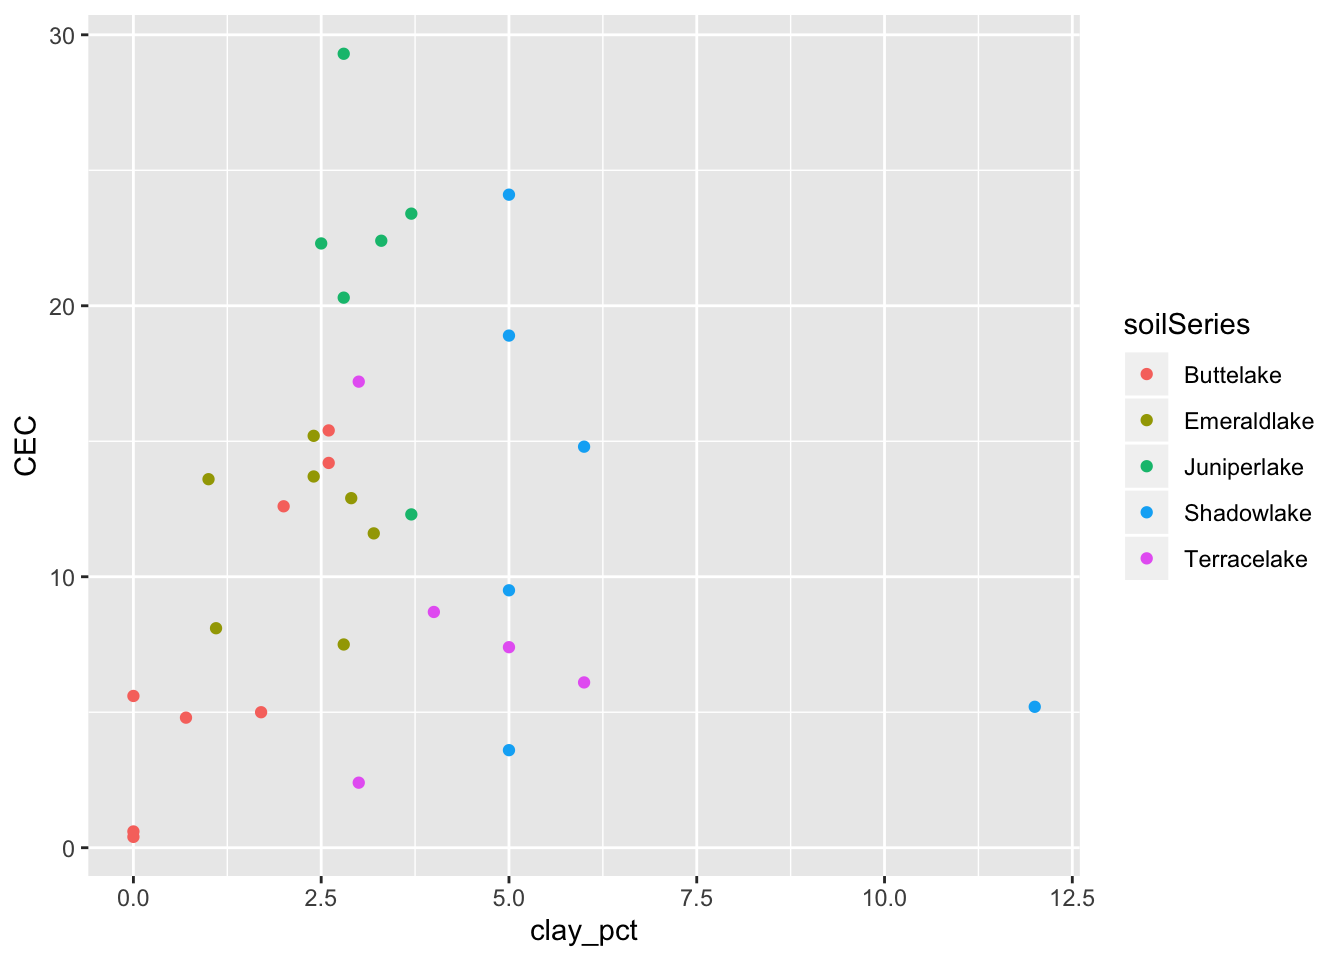 30
20
10
0
CEC
0.0 2.5 5.0 7.5 10.0 12.5
clay_pct
soilSeries
Buttelake
Emeraldlake
Juniperlake
Shadowlake
Terracelake